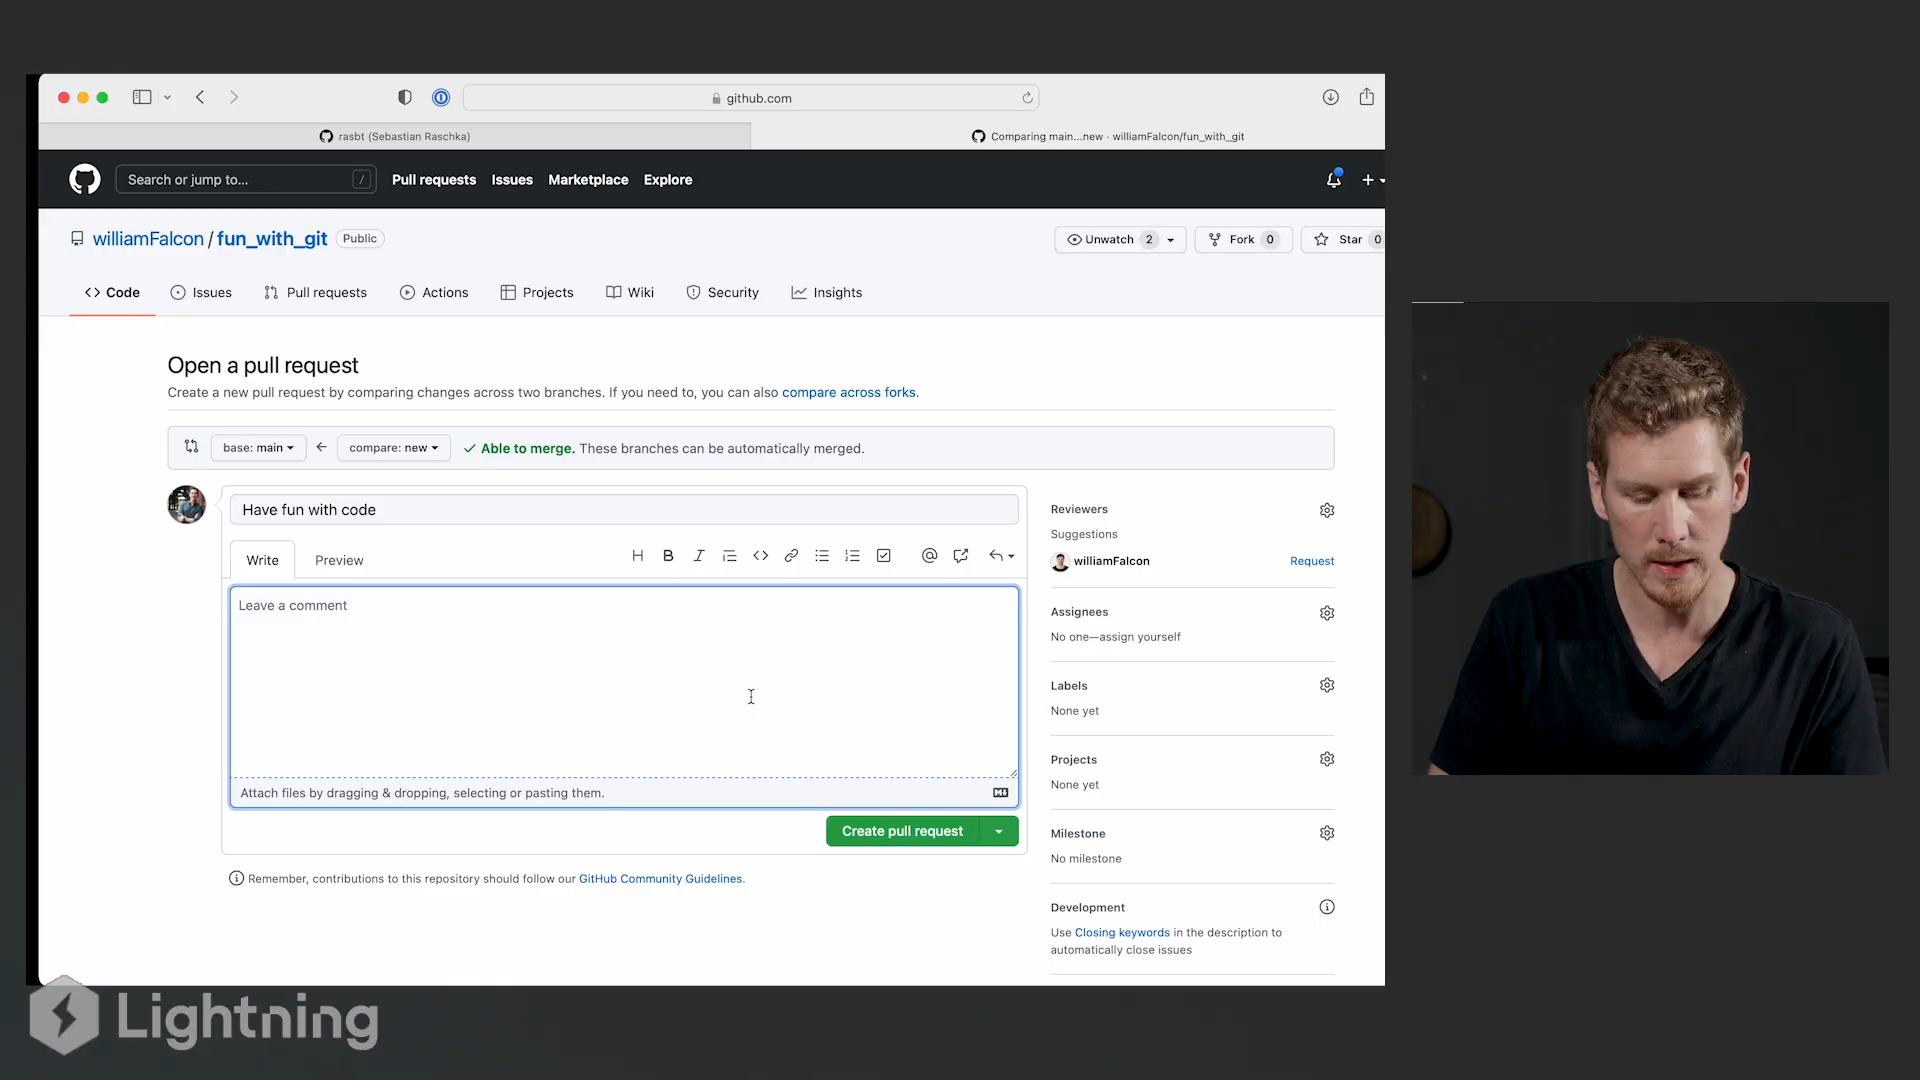 github.com
rasbt (Sebastian Raschka)
Comparing main...new · williamFalcon/fun_with_git
Search or jump to...
/
Pull requests
Issues
Marketplace
Explore
williamFalcon / fun_with_git
Public
Unwatch 2
Fork 0
Star 0
Code
Issues
Pull requests
Actions
Projects
Wiki
Security
Insights
Open a pull request
Create a new pull request by comparing changes across two branches. If you need to, you can also compare across forks.
base: main
compare: new
Able to merge. These branches can be automatically merged.
Have fun with code
Write
Preview
H B I
Leave a comment
Attach files by dragging & dropping, selecting or pasting them.
Create pull request
Remember, contributions to this repository should follow our GitHub Community Guidelines.
Reviewers
Suggestions
williamFalcon
Request
Assignees
No one—assign yourself
Labels
None yet
Projects
None yet
Milestone
No milestone
Development
Use Closing keywords in the description to
automatically close issues
Lightning